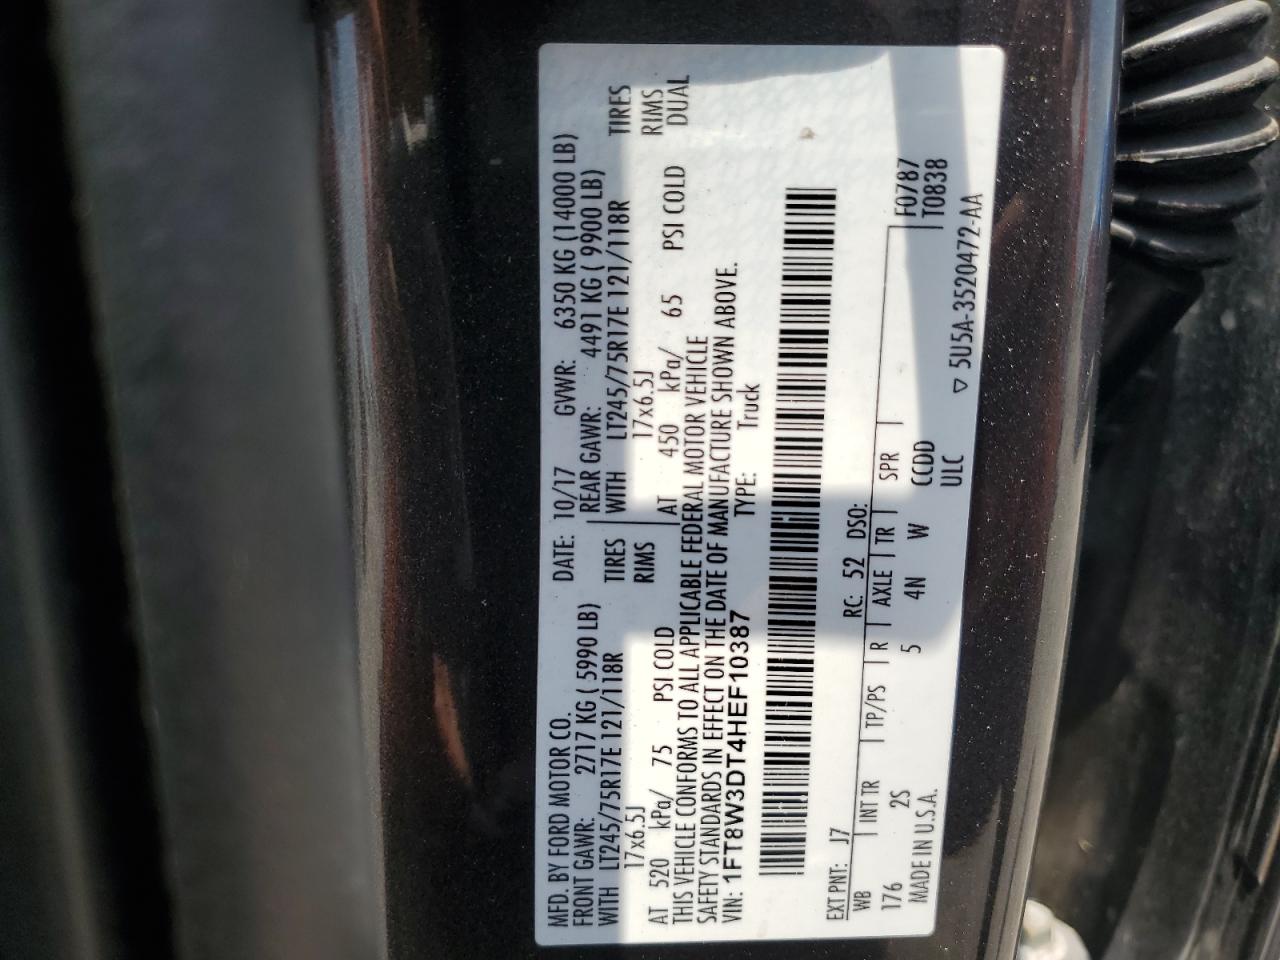 MFD. BY FORD MOTOR CO. DATE: 10/17 GVWR: 6350 KG (14000 LB)
FRONT GAWR: 2717 KG ( 5990 LB) REAR GAWR: 4491 KG ( 9900 LB)
WITH LT245/75R17E 121/118R TIRES WITH LT245/75R17E 121/118R TIRES
17x6.5J RIMS 17x6.5J RIMS
AT 520 kPa/ 75 PSI COLD AT 450 kPa/ 65 PSI COLD DUAL
THIS VEHICLE CONFORMS TO ALL APPLICABLE FEDERAL MOTOR VEHICLE
SAFETY STANDARDS IN EFFECT ON THE DATE OF MANUFACTURE SHOWN ABOVE.
VIN: 1FT8W3DT4HEF10387 TYPE: Truck
EXT PNT: J7 RC: 52 DSO:
WB INT TR TP/PS R AXLE TR SPR F0787
176 2S 5 4N W CCDD T0838
MADE IN U.S.A. ULC ▽ 5U5A-3520472-AA